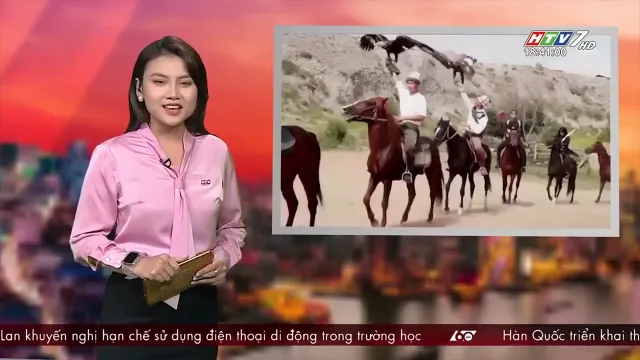 HTV7 HD
18:41:00
Lan khuyến nghị hạn chế sử dụng điện thoại di động trong trường học
60
Hàn Quốc triển khai th